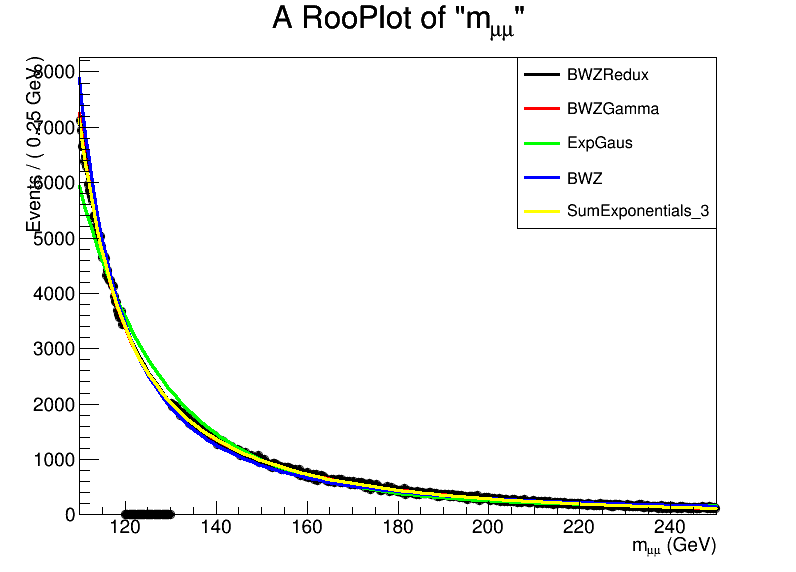 A RooPlot of "mμμ"
Events / ( 0.25 GeV )
8000
7000
6000
5000
4000
3000
2000
1000
0
BWZRedux
BWZGamma
ExpGaus
BWZ
SumExponentials_3
120 140 160 180 200 220 240
mμμ (GeV)